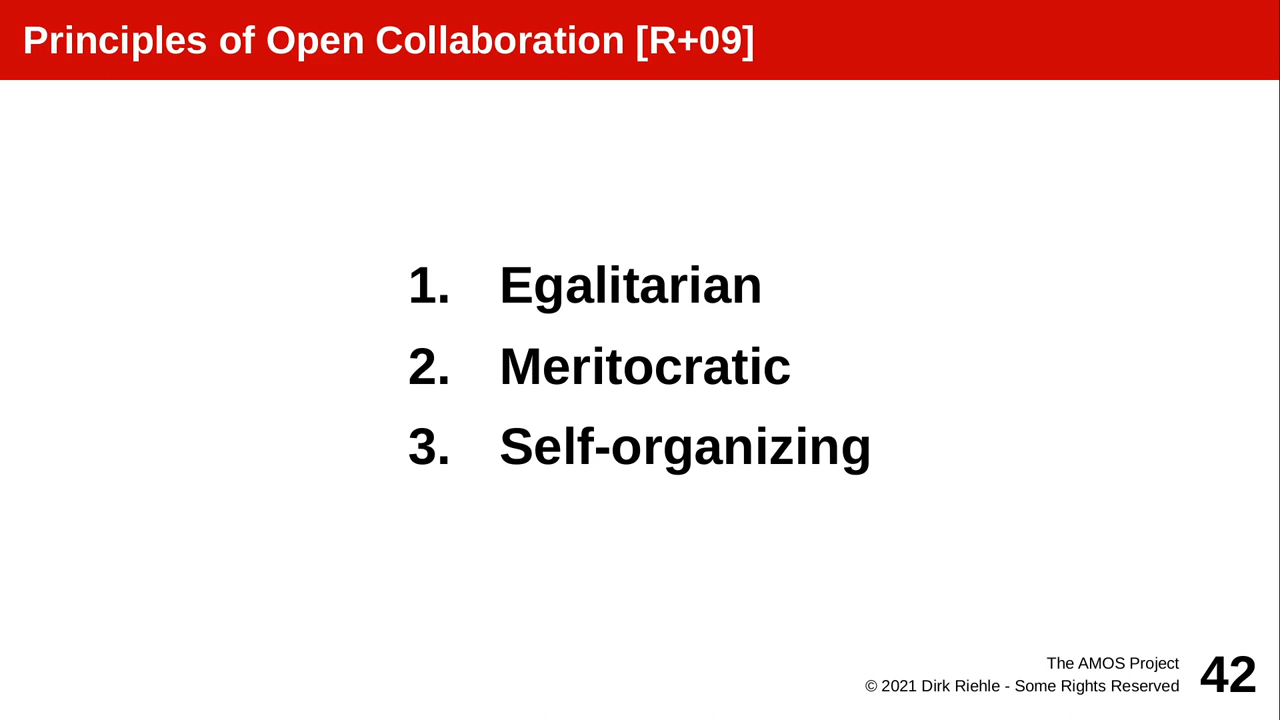 Principles of Open Collaboration [R+09]
1. Egalitarian
2. Meritocratic
3. Self-organizing
The AMOS Project
© 2021 Dirk Riehle - Some Rights Reserved
42